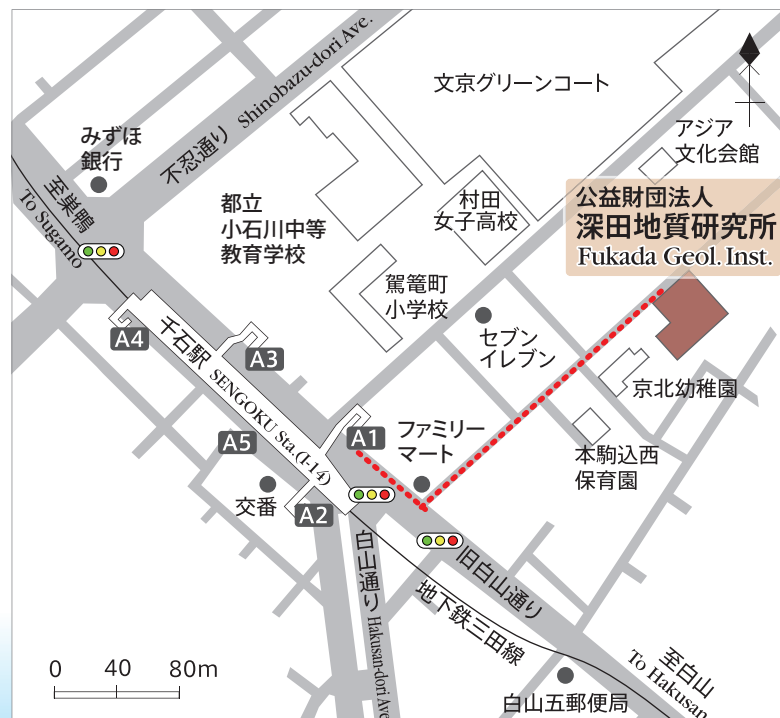 不忍通り Shinobazu-dori Ave.
文京グリーンコート
みずほ
銀行
アジア
文化会館
至巣鴨
To Sugamo
都立
小石川中等
教育学校
村田
女子高校
公益財団法人
深田地質研究所
Fukada Geol. Inst.
駕篭町
小学校
A4
千石駅 SENGOKU Sta.(I-14)
A3
セブン
イレブン
京北幼稚園
A1
ファミリー
マート
A5
本駒込西
保育園
交番
A2
白山通り Hakusan-dori Ave.
旧白山通り
地下鉄三田線
至白山
To Hakusan
0 40 80m
白山五郵便局